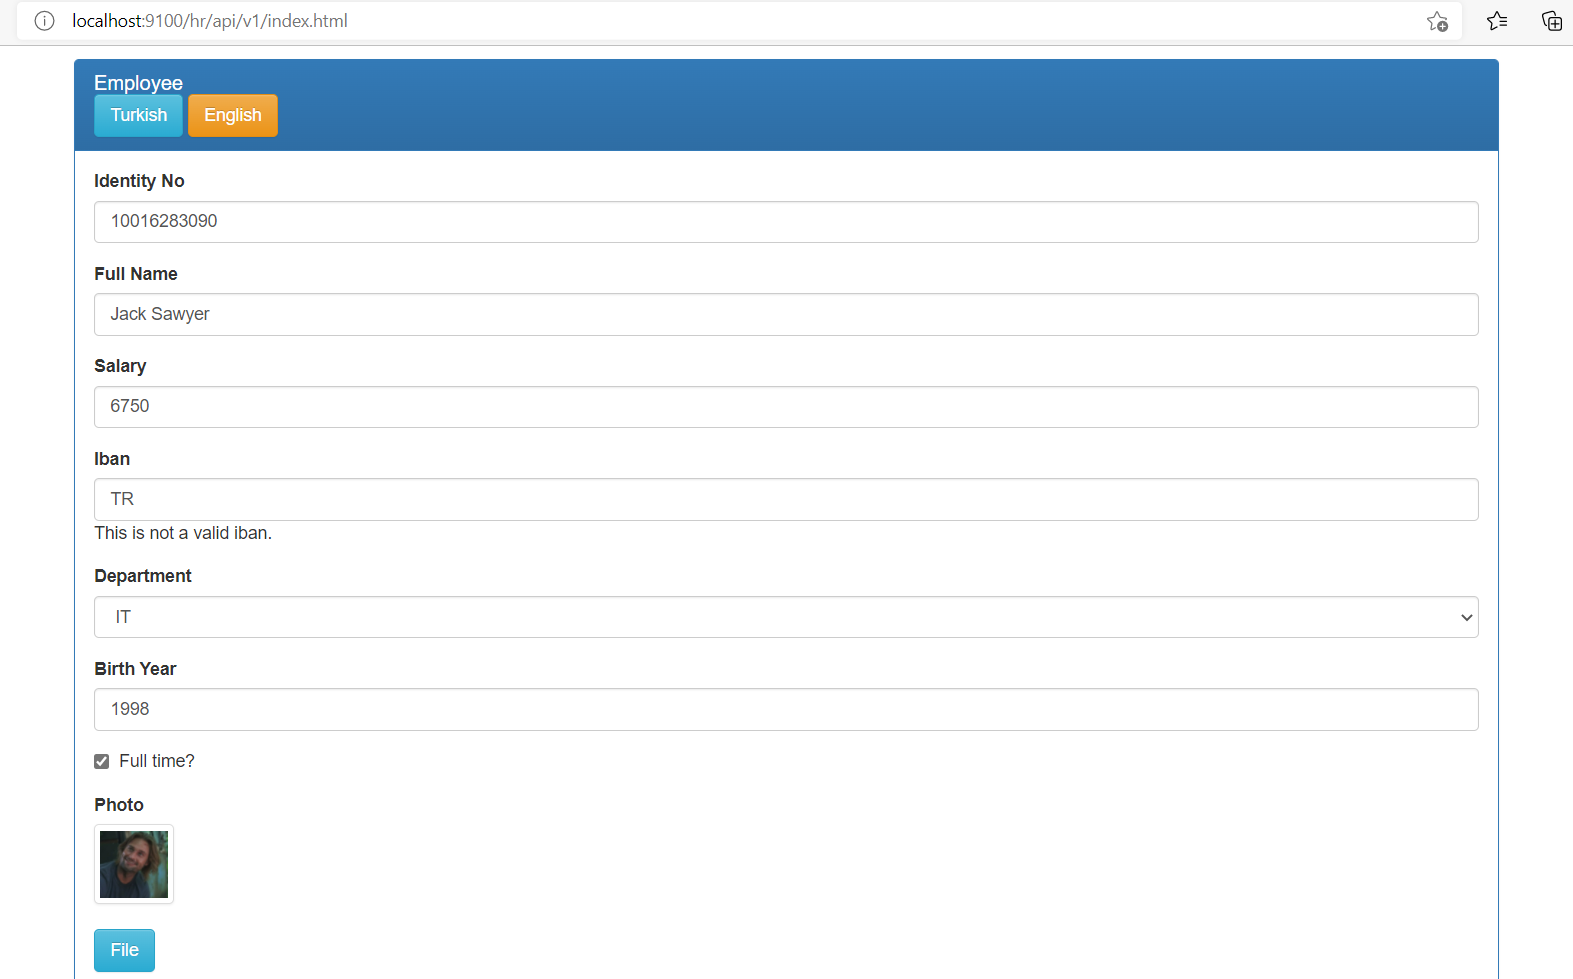 localhost:9100/hr/api/v1/index.html
Employee
Turkish English
Identity No
10016283090
Full Name
Jack Sawyer
Salary
6750
Iban
TR
This is not a valid iban.
Department
IT
Birth Year
1998
Full time?
Photo
File